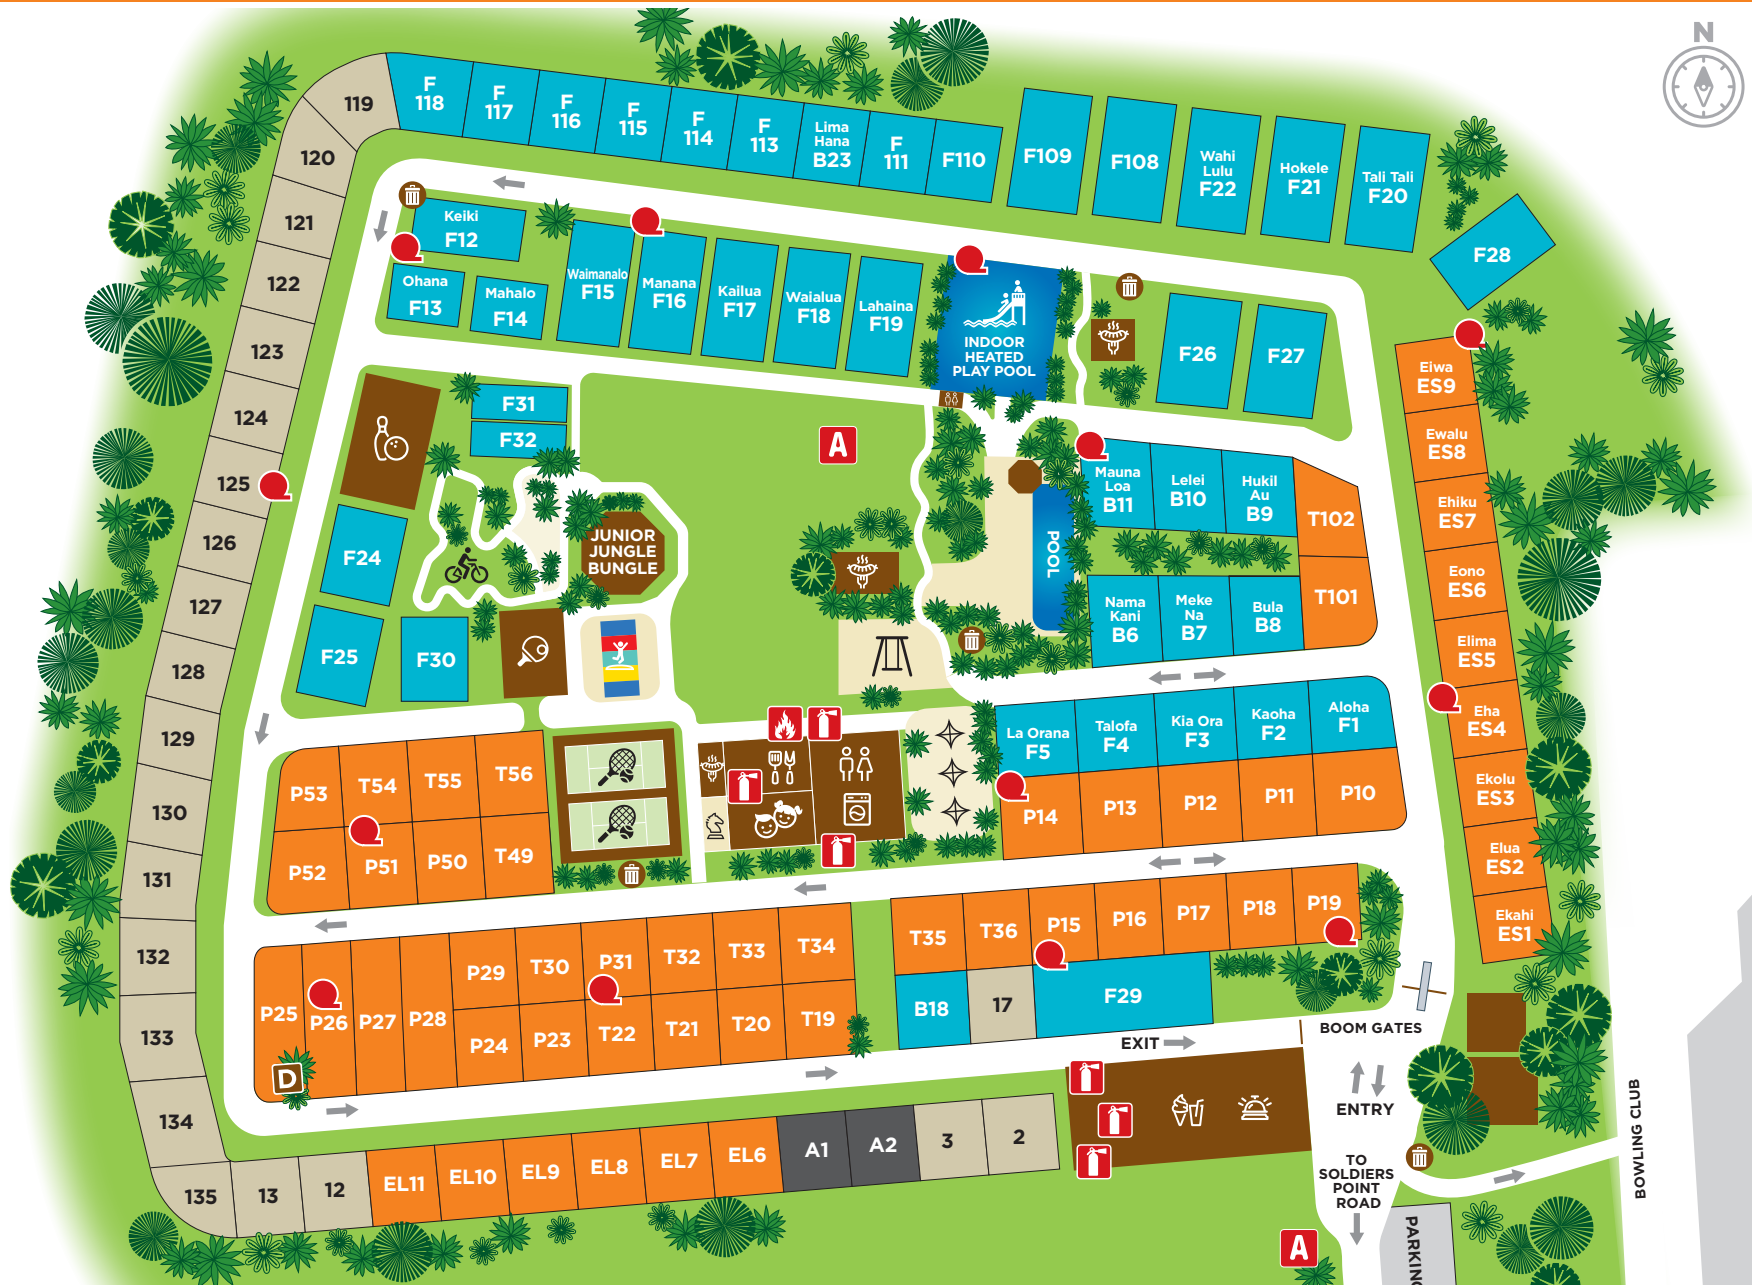 N
119
F
118
F
117
F
116
F
115
F
114
F
113
Lima
Hana
B23
F
111
F110
F109
F108
Wahi
Lulu
F22
Hokele
F21
Tali Tali
F20
F28
120
121
122
123
124
125
126
127
128
129
130
131
132
133
134
135
Keiki
F12
Ohana
F13
Mahalo
F14
Waimanalo
F15
Manana
F16
Kailua
F17
Waialua
F18
Lahaina
F19
INDOOR
HEATED
PLAY POOL
F26
F27
Eiwa
ES9
Ewalu
ES8
Ehiku
ES7
Eono
ES6
Elima
ES5
Eha
ES4
Ekolu
ES3
Elua
ES2
Ekahi
ES1
F31
F32
A
F24
F25
F30
JUNIOR
JUNGLE
BUNGLE
POOL
Mauna
Loa
B11
Lelei
B10
Hukil
Au
B9
T102
T101
Nama
Kani
B6
Meke
Na
B7
Bula
B8
La Orana
F5
Talofa
F4
Kia Ora
F3
Kaoha
F2
Aloha
F1
P14
P13
P12
P11
P10
P53
T54
T55
T56
P52
P51
P50
T49
T35
T36
P15
P16
P17
P18
P19
B18
17
F29
P25
P26
P27
P28
P29
T30
P31
T32
T33
T34
P24
P23
T22
T21
T20
T19
D
BOOM GATES
EXIT
ENTRY
TO
SOLDIERS
POINT
ROAD
BOWLING CLUB
PARKING
13
12
EL11
EL10
EL9
EL8
EL7
EL6
A1
A2
3
2
A